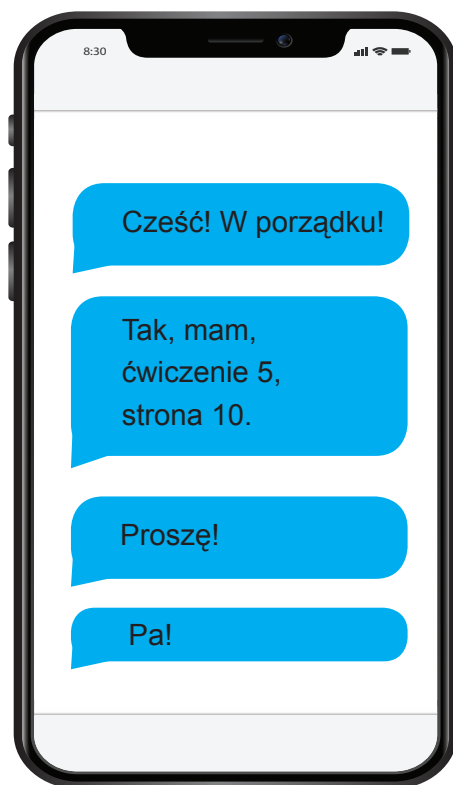 8:30
Cześć! W porządku!
Tak, mam,
ćwiczenie 5,
strona 10.
Proszę!
Pa!